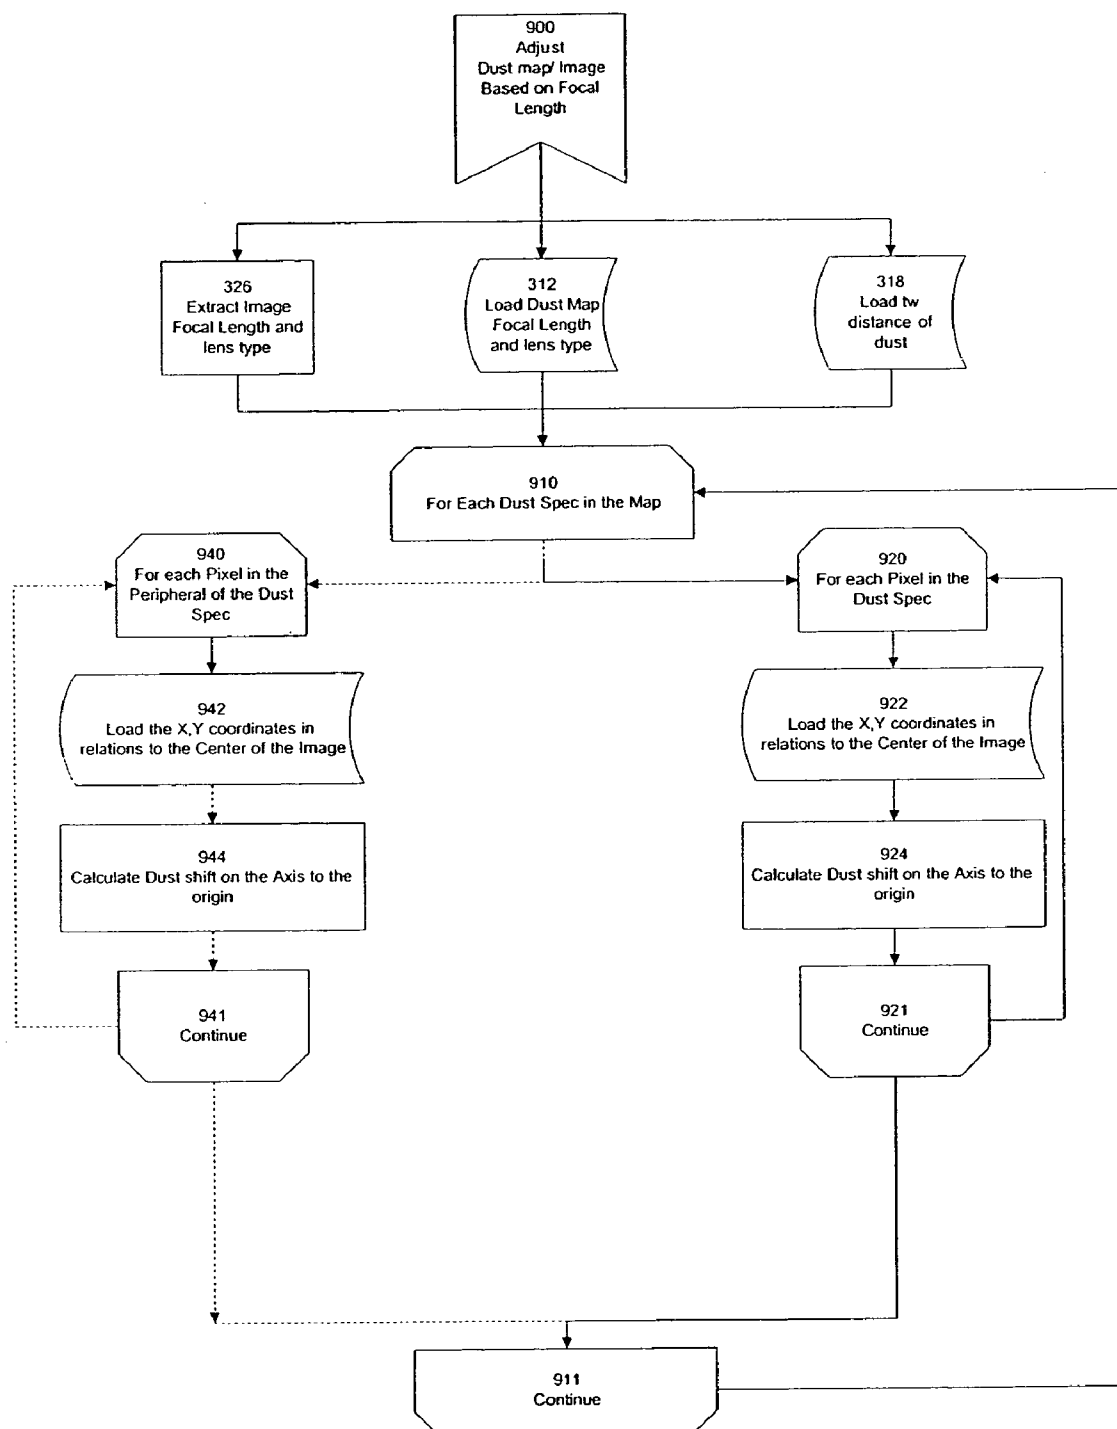 900
Adjust
Dust map/ Image
Based on Focal
Length
326
Extract Image
Focal Length and
lens type
312
Load Dust Map
Focal Length
and lens type
318
Load tw
distance of
dust
910
For Each Dust Spec in the Map
940
For each Pixel in the
Peripheral of the Dust
Spec
920
For each Pixel in the
Dust Spec
942
Load the X,Y coordinates in
relations to the Center of the Image
922
Load the X,Y coordinates in
relations to the Center of the Image
944
Calculate Dust shift on the Axis to the
origin
924
Calculate Dust shift on the Axis to the
origin
941
Continue
921
Continue
911
Continue